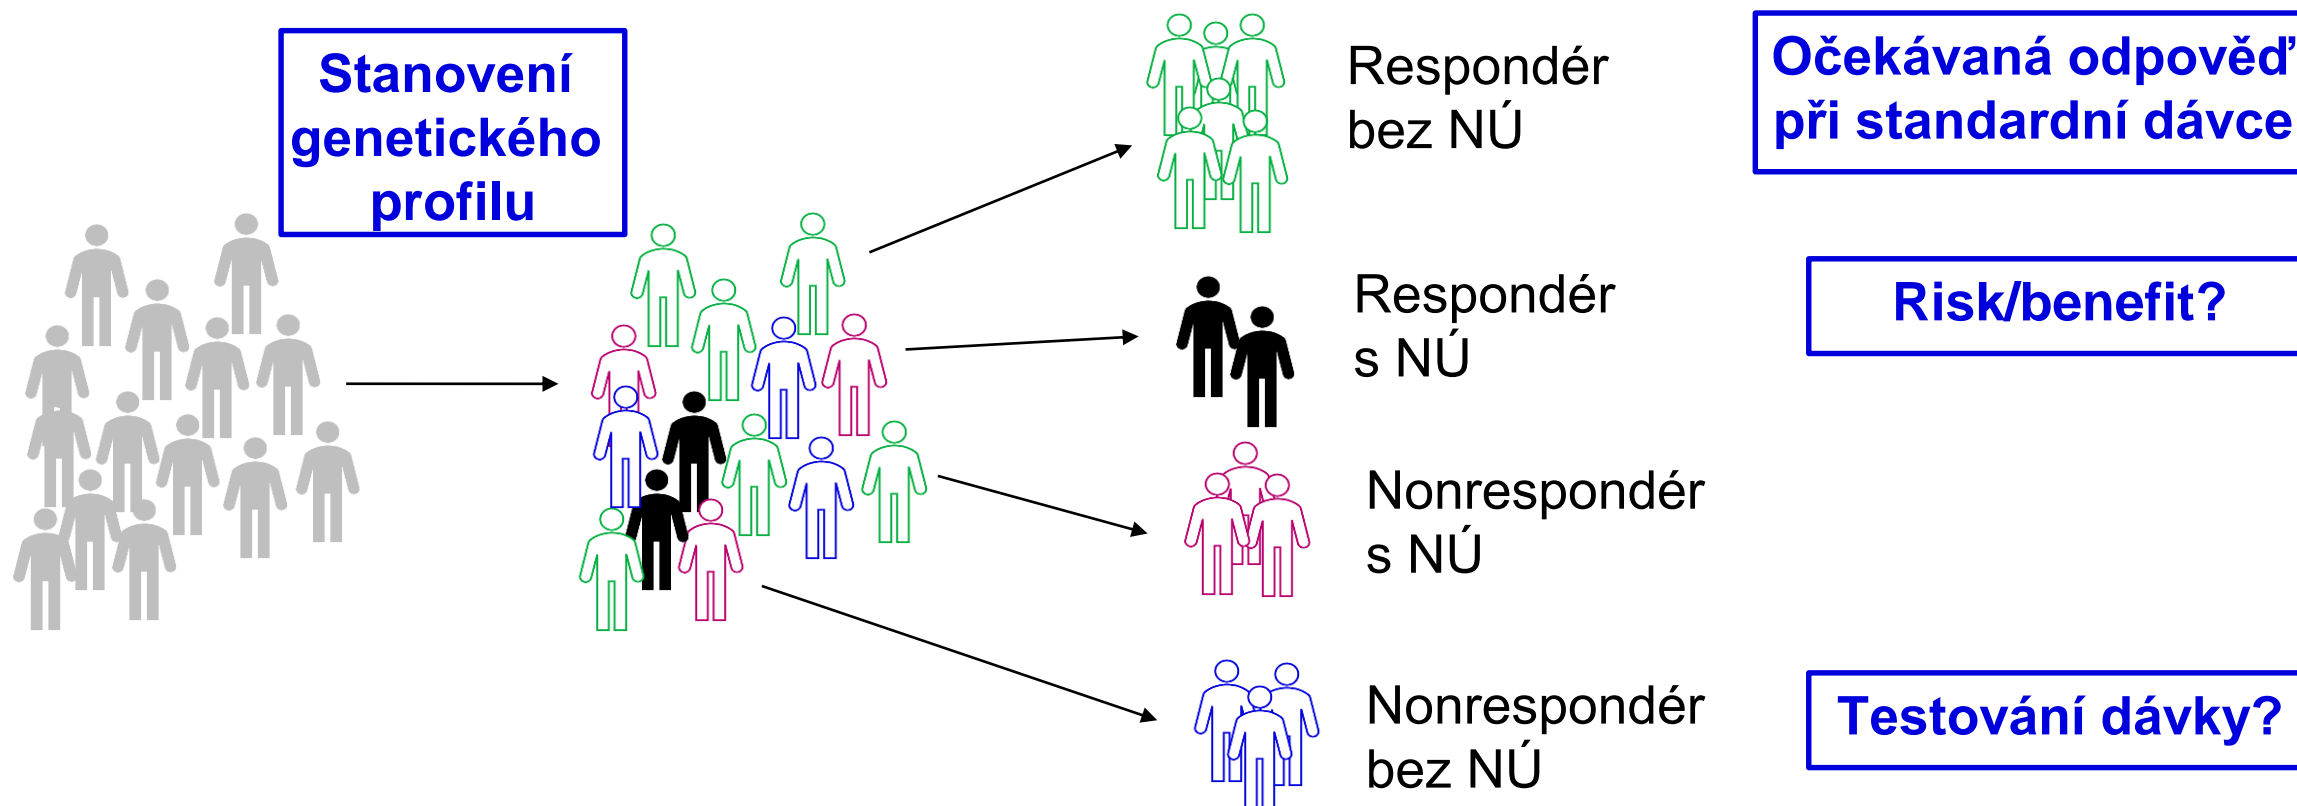 Stanovení
genetického
profilu
Respondér
bez NÚ
Očekávaná odpověď
při standardní dávce
Respondér
s NÚ
Risk/benefit?
Nonrespondér
s NÚ
Nonrespondér
bez NÚ
Testování dávky?